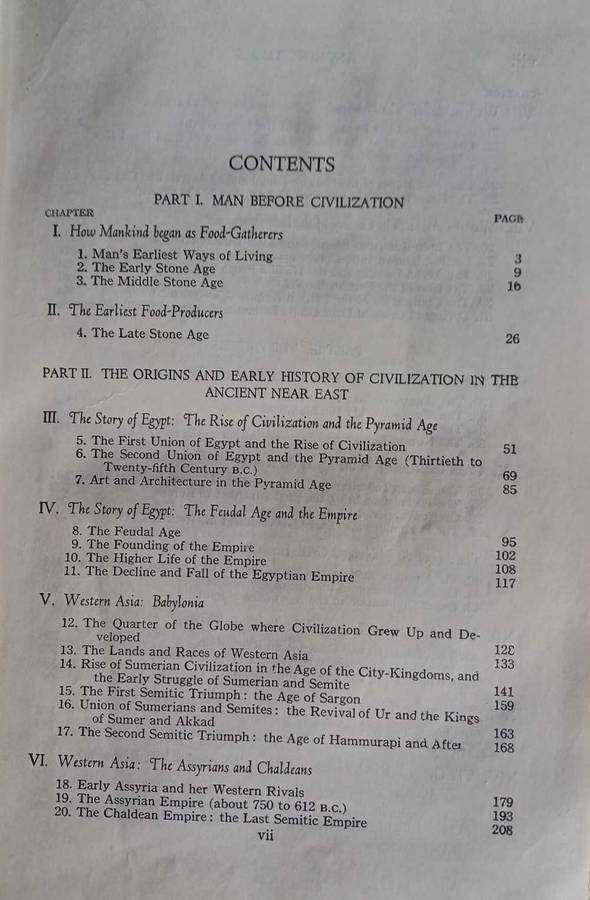 CONTENTS
PART I. MAN BEFORE CIVILIZATION
CHAPTER PAGE
I. How Mankind began as Food-Gatherers
1. Man's Earliest Ways of Living 3
2. The Early Stone Age 9
3. The Middle Stone Age 16
II. The Earliest Food-Producers
4. The Late Stone Age 26
PART II. THE ORIGINS AND EARLY HISTORY OF CIVILIZATION IN THE
ANCIENT NEAR EAST
III. The Story of Egypt: The Rise of Civilization and the Pyramid Age
5. The First Union of Egypt and the Rise of Civilization 51
6. The Second Union of Egypt and the Pyramid Age (Thirtieth to
Twenty-fifth Century B.C.) 69
7. Art and Architecture in the Pyramid Age 85
IV. The Story of Egypt: The Feudal Age and the Empire
8. The Feudal Age 95
9. The Founding of the Empire 102
10. The Higher Life of the Empire 108
11. The Decline and Fall of the Egyptian Empire 117
V. Western Asia: Babylonia
12. The Quarter of the Globe where Civilization Grew Up and De-
veloped 128
13. The Lands and Races of Western Asia 133
14. Rise of Sumerian Civilization in the Age of the City-Kingdoms, and
the Early Struggle of Sumerian and Semite 141
15. The First Semitic Triumph: the Age of Sargon 159
16. Union of Sumerians and Semites: the Revival of Ur and the Kings
of Sumer and Akkad 163
17. The Second Semitic Triumph: the Age of Hammurapi and After 168
VI. Western Asia: The Assyrians and Chaldeans
18. Early Assyria and her Western Rivals 179
19. The Assyrian Empire (about 750 to 612 B.C.) 193
20. The Chaldean Empire: the Last Semitic Empire 208
vii